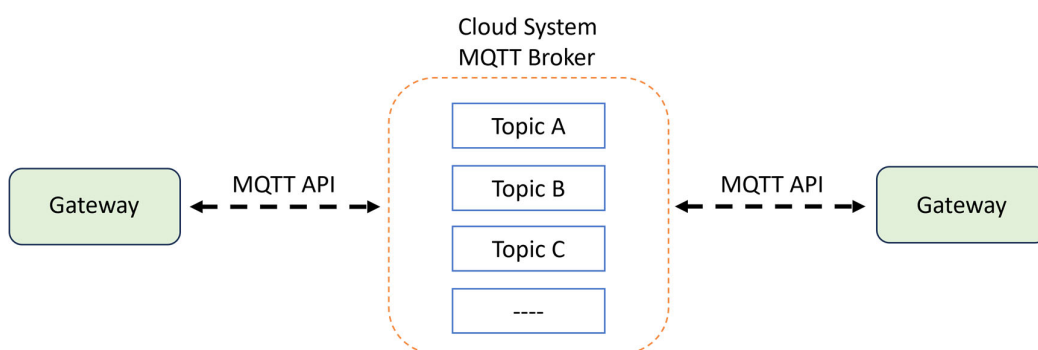 Cloud System
MQTT Broker
Topic A
Gateway
MQTT API
Topic B
MQTT API
Gateway
Topic C
----